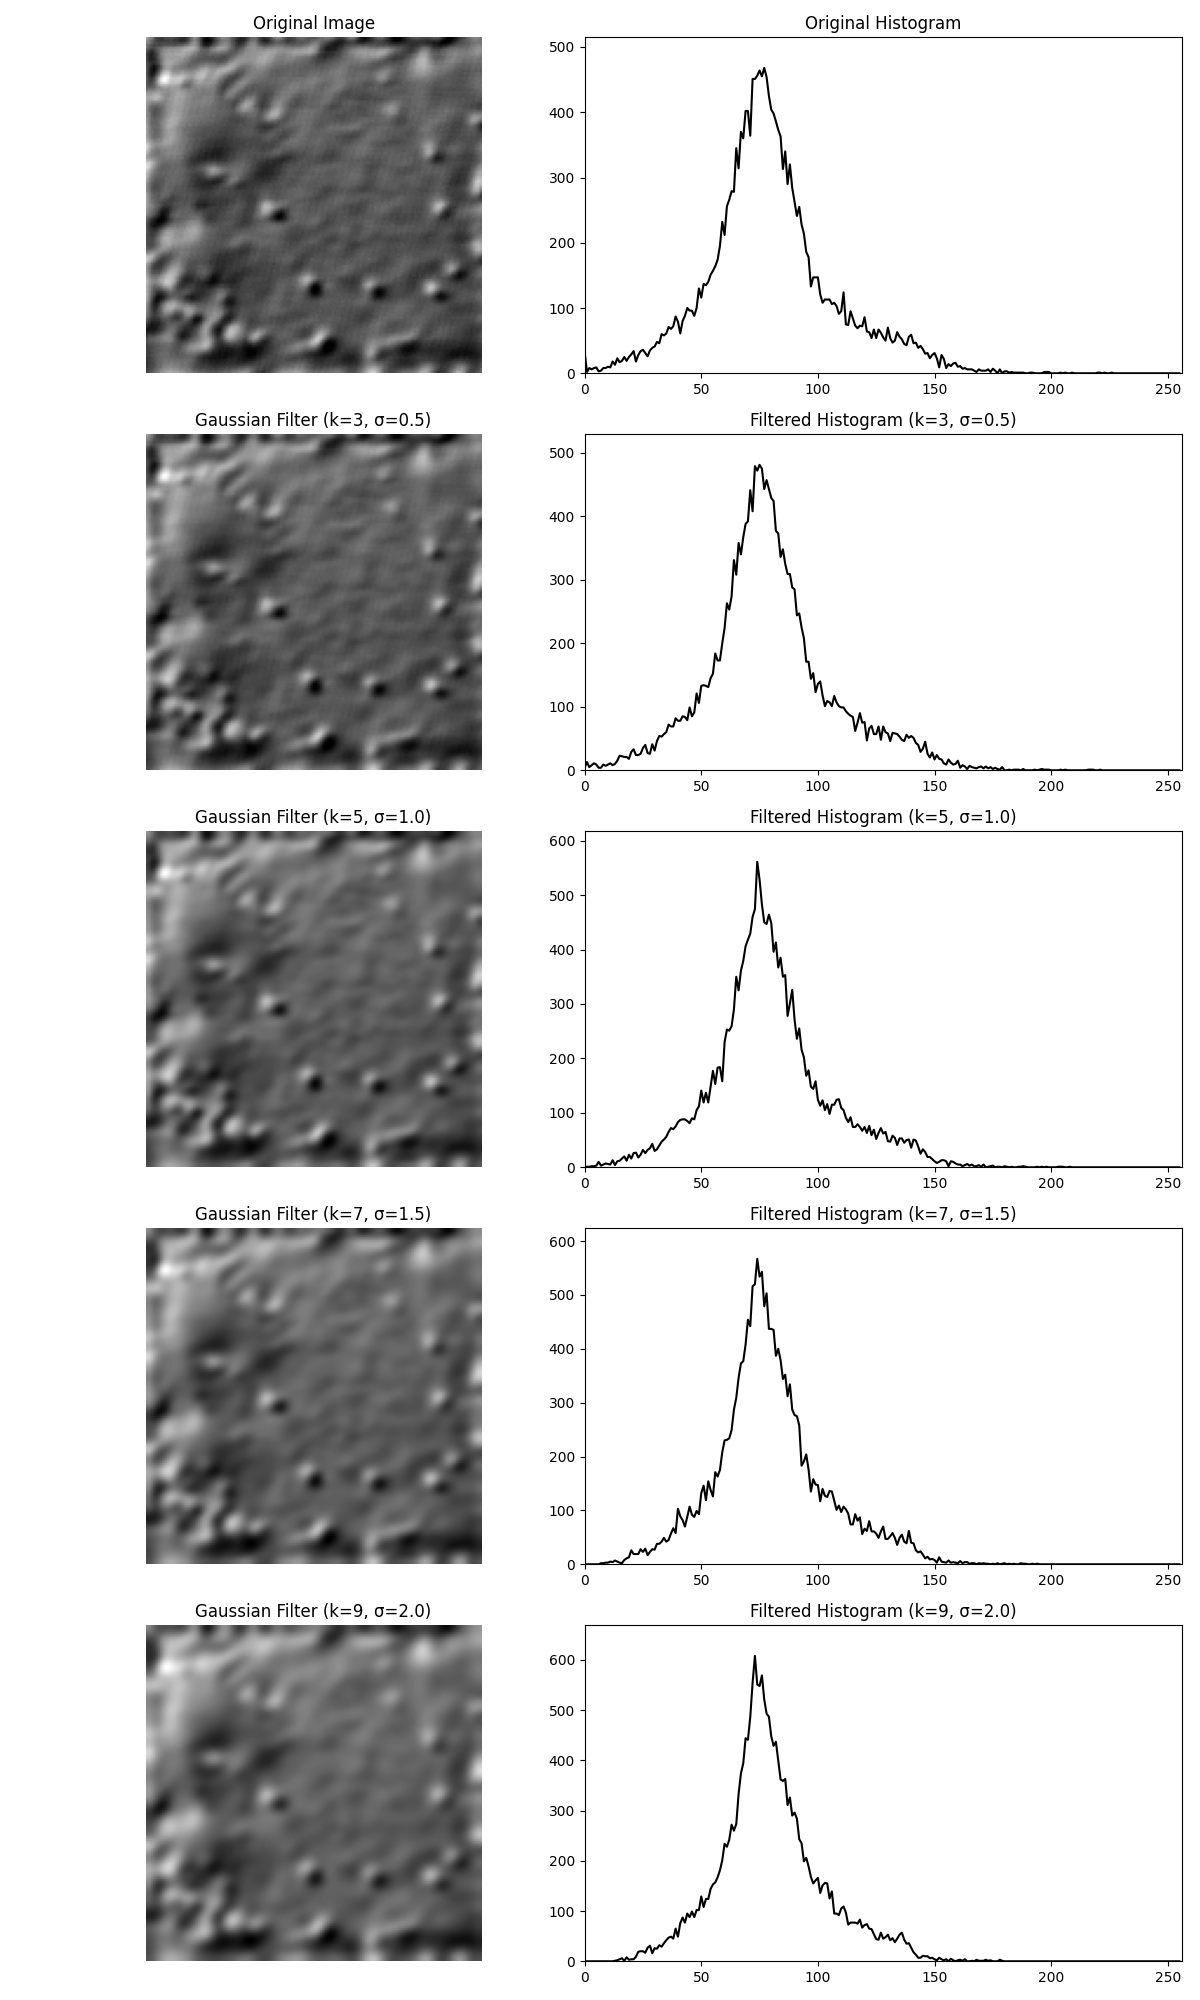 Original Image
Original Histogram
500
400
300
200
100
0
0 50 100 150 200 250
Gaussian Filter (k=3, σ=0.5)
Filtered Histogram (k=3, σ=0.5)
500
400
300
200
100
0
0 50 100 150 200 250
Gaussian Filter (k=5, σ=1.0)
Filtered Histogram (k=5, σ=1.0)
600
500
400
300
200
100
0
0 50 100 150 200 250
Gaussian Filter (k=7, σ=1.5)
Filtered Histogram (k=7, σ=1.5)
600
500
400
300
200
100
0
0 50 100 150 200 250
Gaussian Filter (k=9, σ=2.0)
Filtered Histogram (k=9, σ=2.0)
600
500
400
300
200
100
0
0 50 100 150 200 250